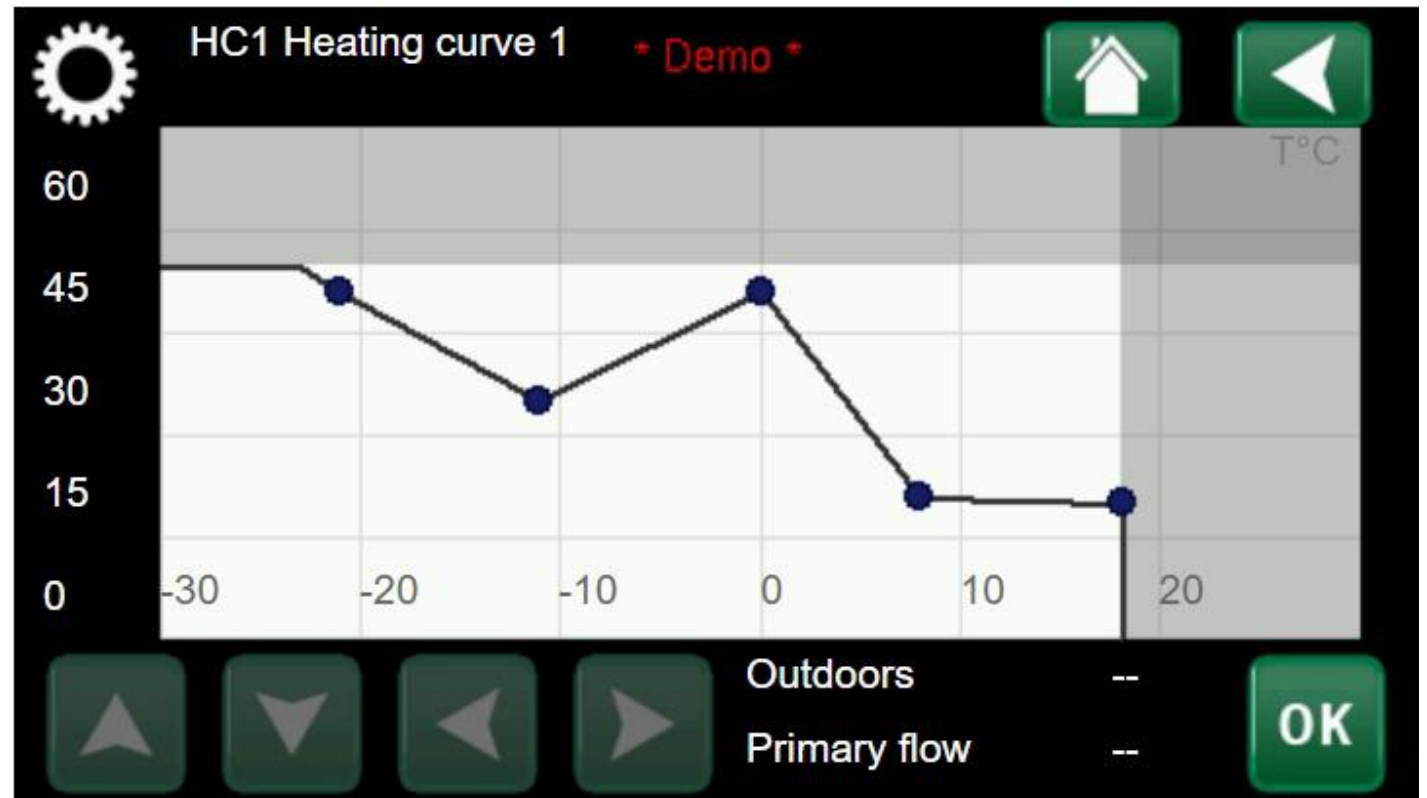 HC1 Heating curve 1 * Demo *
T°C
60
45
30
15
0 -30 -20 -10 0 10 20
Outdoors --
Primary flow --
OK